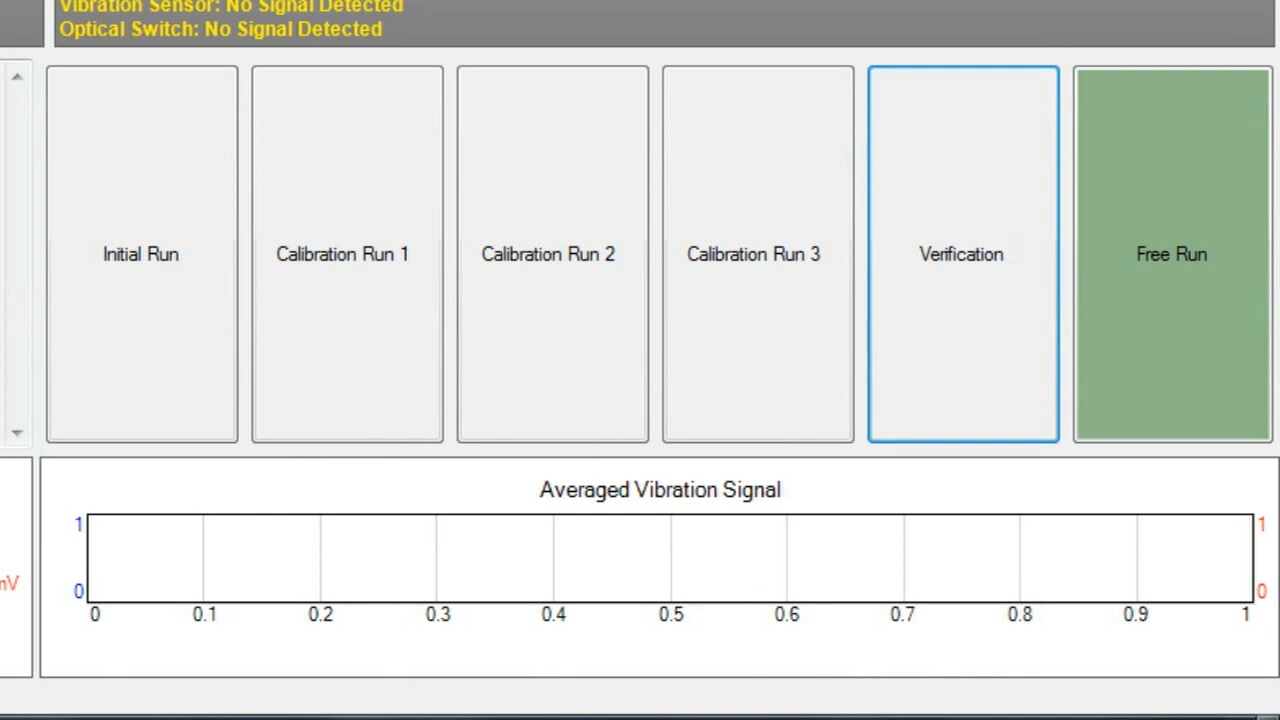 Vibration Sensor: No Signal Detected
Optical Switch: No Signal Detected
Initial Run
Calibration Run 1
Calibration Run 2
Calibration Run 3
Verification
Free Run
Averaged Vibration Signal
1 1
mV
0 0
0 0.1 0.2 0.3 0.4 0.5 0.6 0.7 0.8 0.9 1